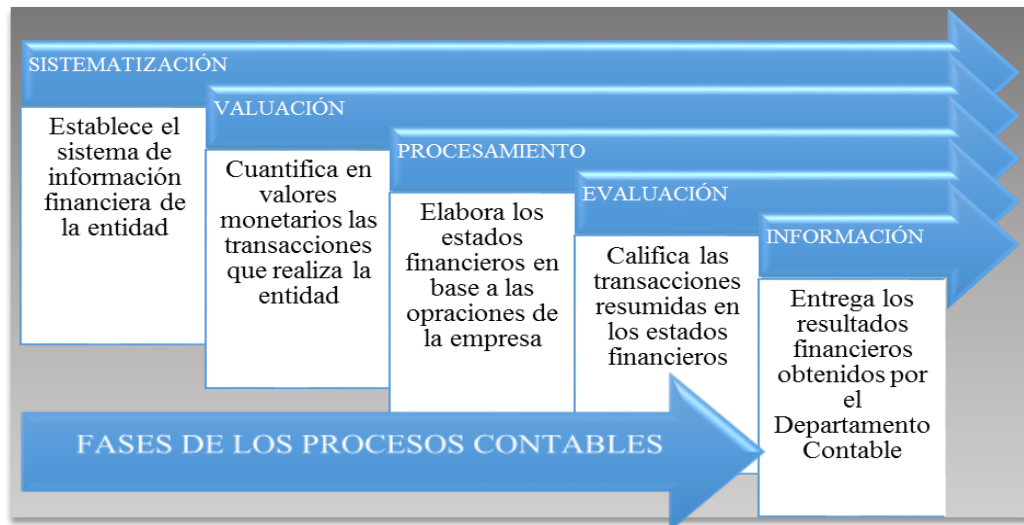 SISTEMATIZACIÓN
Establece el
sistema de
información
financiera de
la entidad
VALUACIÓN
Cuantifica en
valores
monetarios las
transacciones
que realiza la
entidad
PROCESAMIENTO
Elabora los
estados
financieros en
base a las
opraciones de
la empresa
EVALUACIÓN
Califica las
transacciones
resumidas en
los estados
financieros
INFORMACIÓN
Entrega los
resultados
financieros
obtenidos por
el
Departamento
Contable
FASES DE LOS PROCESOS CONTABLES